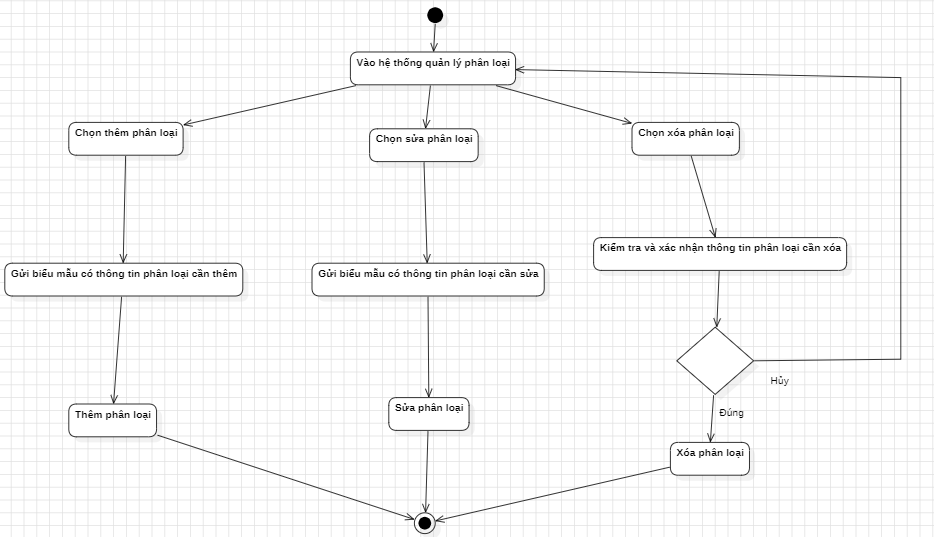 Vào hệ thống quản lý phân loại
Chọn thêm phân loại
Chọn sửa phân loại
Chọn xóa phân loại
Gửi biểu mẫu có thông tin phân loại cần thêm
Gửi biểu mẫu có thông tin phân loại cần sửa
Kiểm tra và xác nhận thông tin phân loại cần xóa
Hủy
Đúng
Thêm phân loại
Sửa phân loại
Xóa phân loại